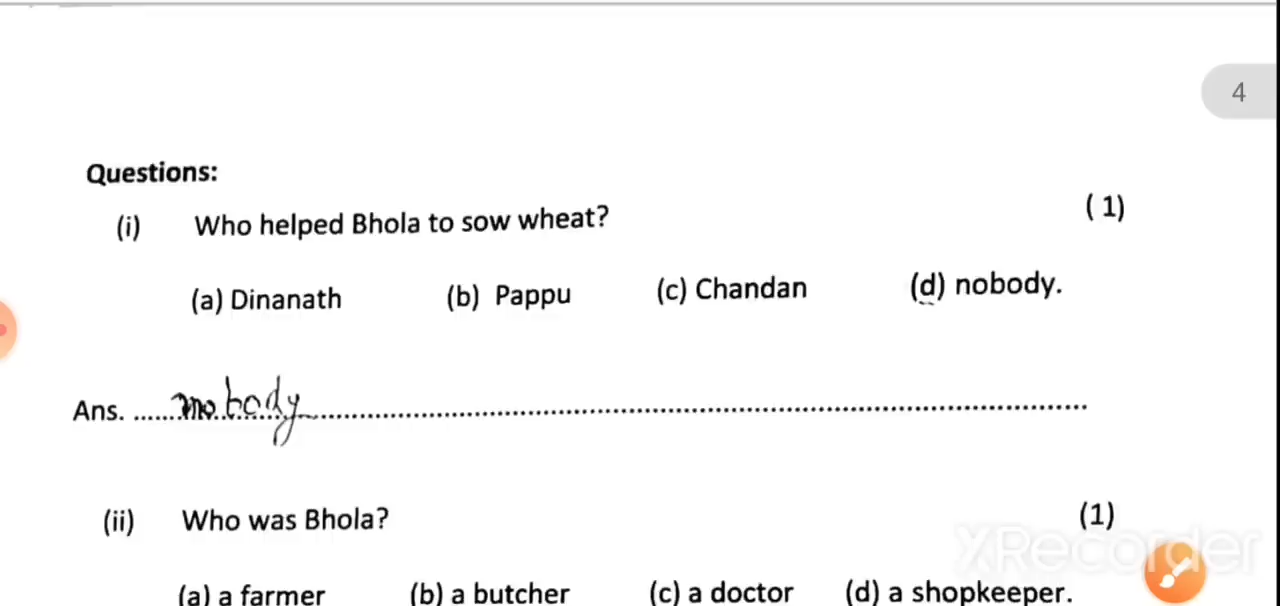 4
Questions:
(i) Who helped Bhola to sow wheat? ( 1)
(a) Dinanath (b) Pappu (c) Chandan (d) nobody.
Ans. ......nobody......................................................................
(ii) Who was Bhola? (1)
XRecorder
(a) a farmer (b) a butcher (c) a doctor (d) a shopkeeper.